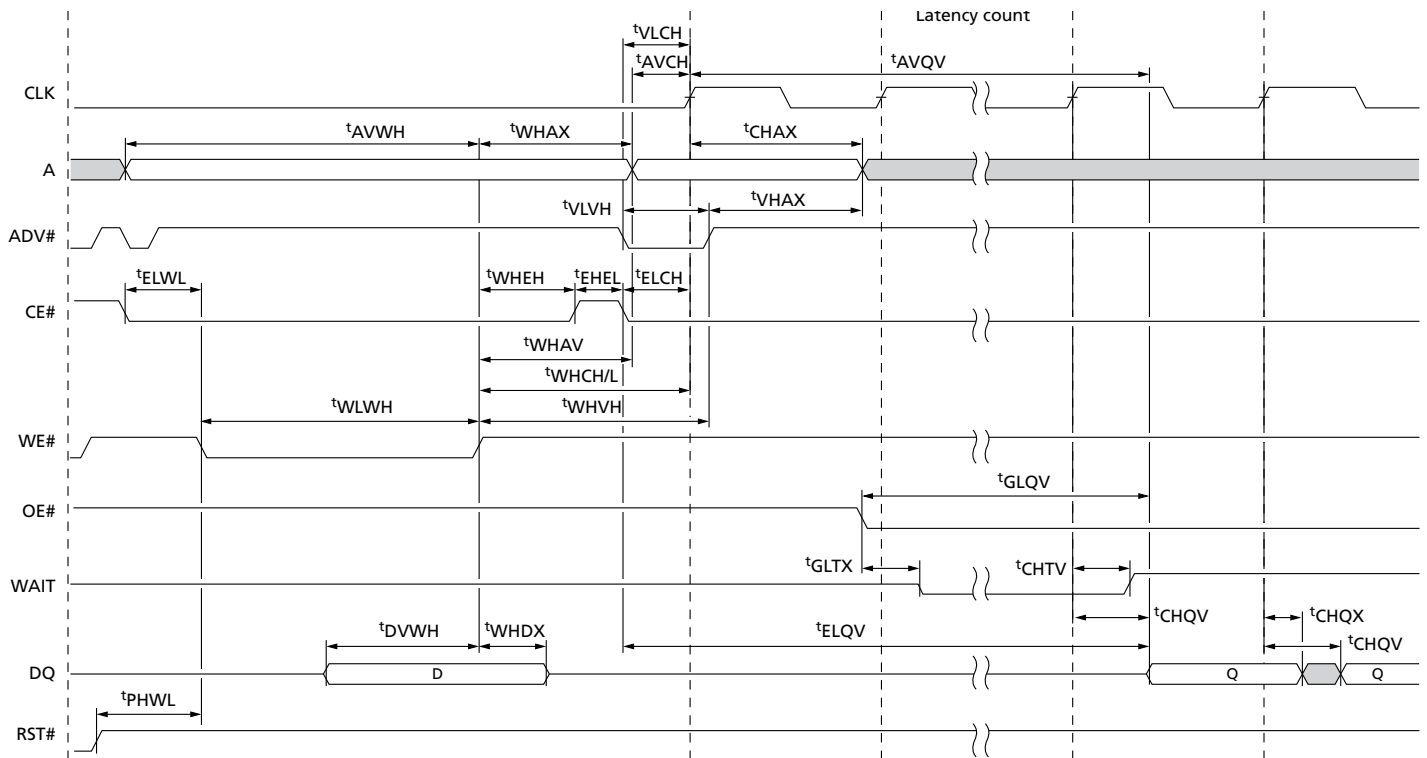 Latency count
tVLCH
tAVCH
tAVQV
CLK
tAVWH
tWHAX
tCHAX
A
tVLVH
tVHAX
ADV#
tELWL
tWHEH
tEHEL
tELCH
CE#
tWHAV
tWHCH/L
tWLWH
tWHVH
WE#
tGLQV
OE#
tGLTX
tCHTV
WAIT
tCHQV
tCHQX
tDVWH
tWHDX
tELQV
tCHQV
DQ
D
Q
Q
tPHWL
RST#